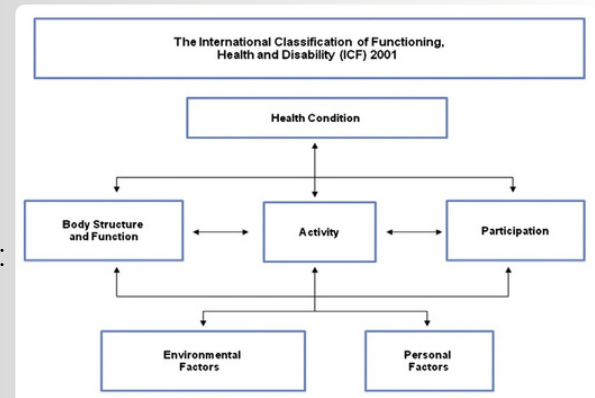 The International Classification of Functioning,
Health and Disability (ICF) 2001
Health Condition
Body Structure
and Function
Activity
Participation
Environmental
Factors
Personal
Factors